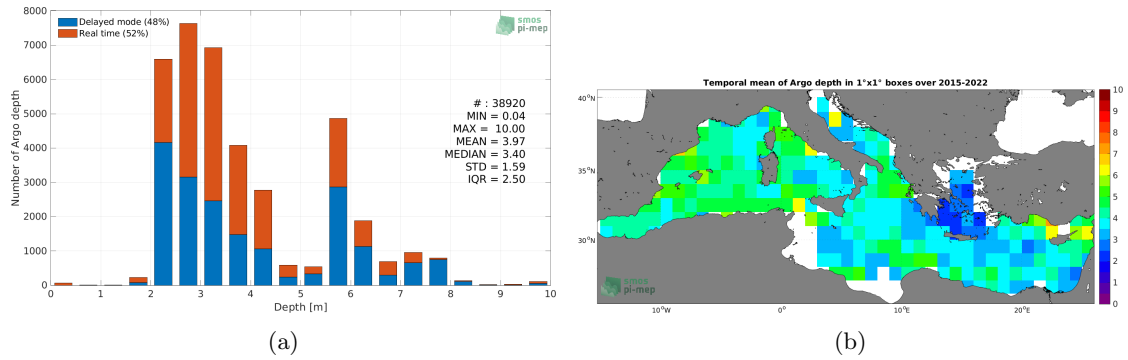 8000
7000
6000
5000
4000
3000
2000
1000
0
Number of Argo depth
Delayed mode (48%)
Real time (52%)
smos
pi-mep
# : 38920
MIN = 0.04
MAX = 10.00
MEAN = 3.97
MEDIAN = 3.40
STD = 1.59
IQR = 2.50
0 1 2 3 4 5 6 7 8 9 10
Depth [m]
(a)
Temporal mean of Argo depth in 1°x1° boxes over 2015-2022
40°N
35°N
30°N
10°W 0° 10°E 20°E
smos
pi-mep
10
9
8
7
6
5
4
3
2
1
0
(b)